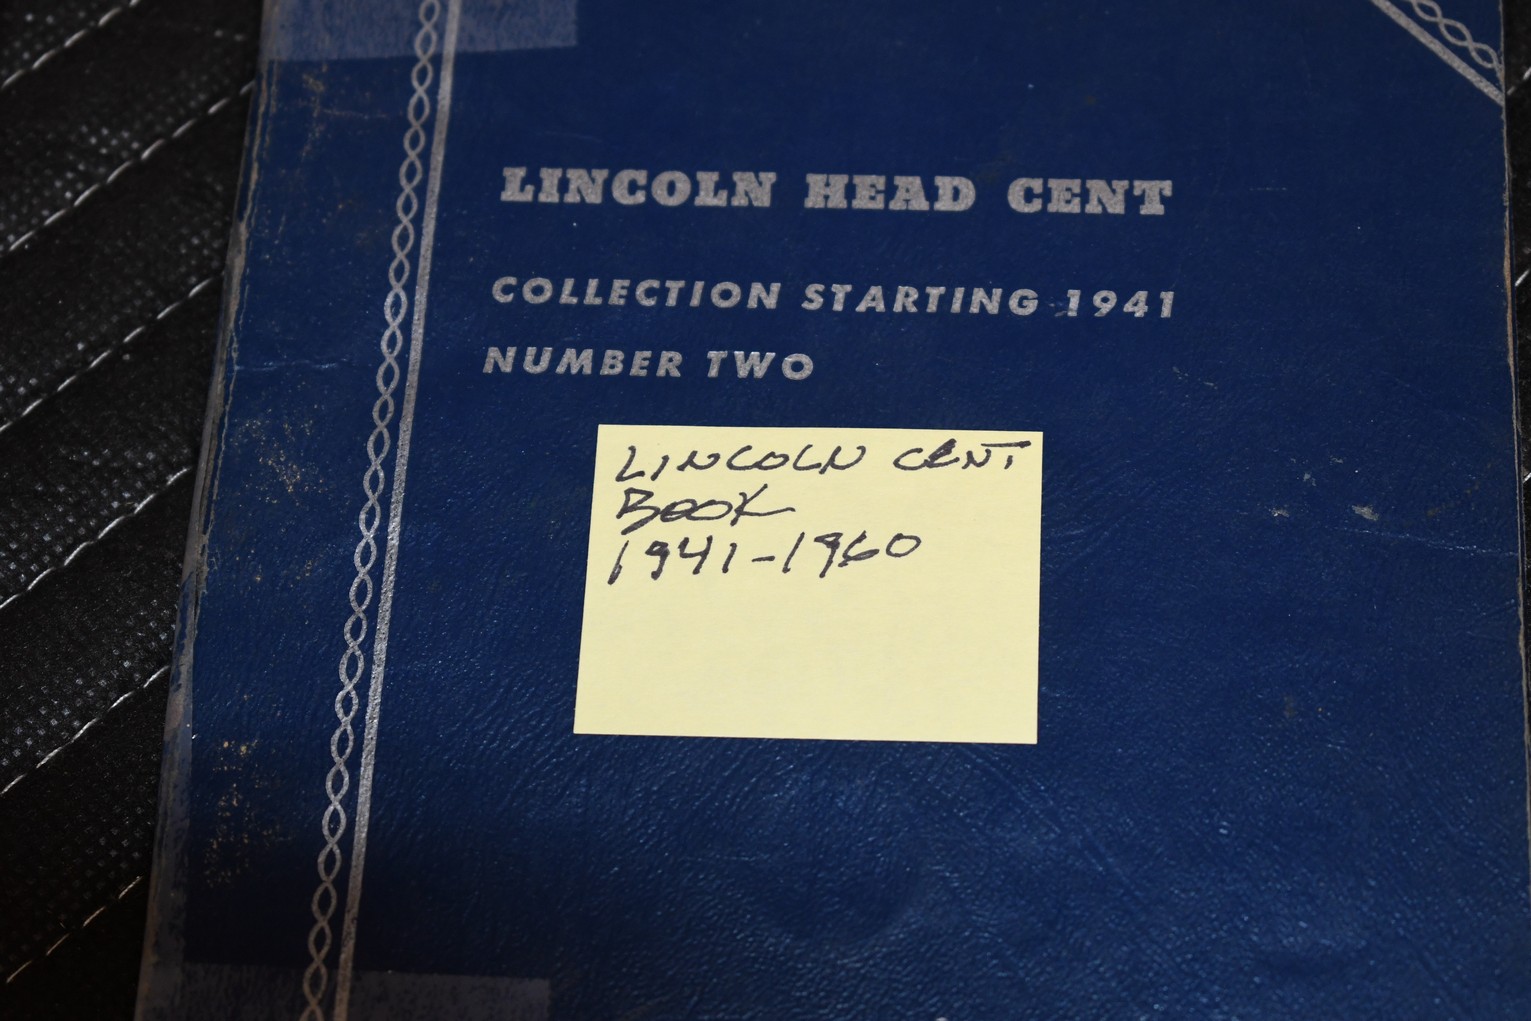 LINCOLN HEAD CENT
COLLECTION STARTING 1941
NUMBER TWO
LINCOLN CENT
BOOK
1941-1960